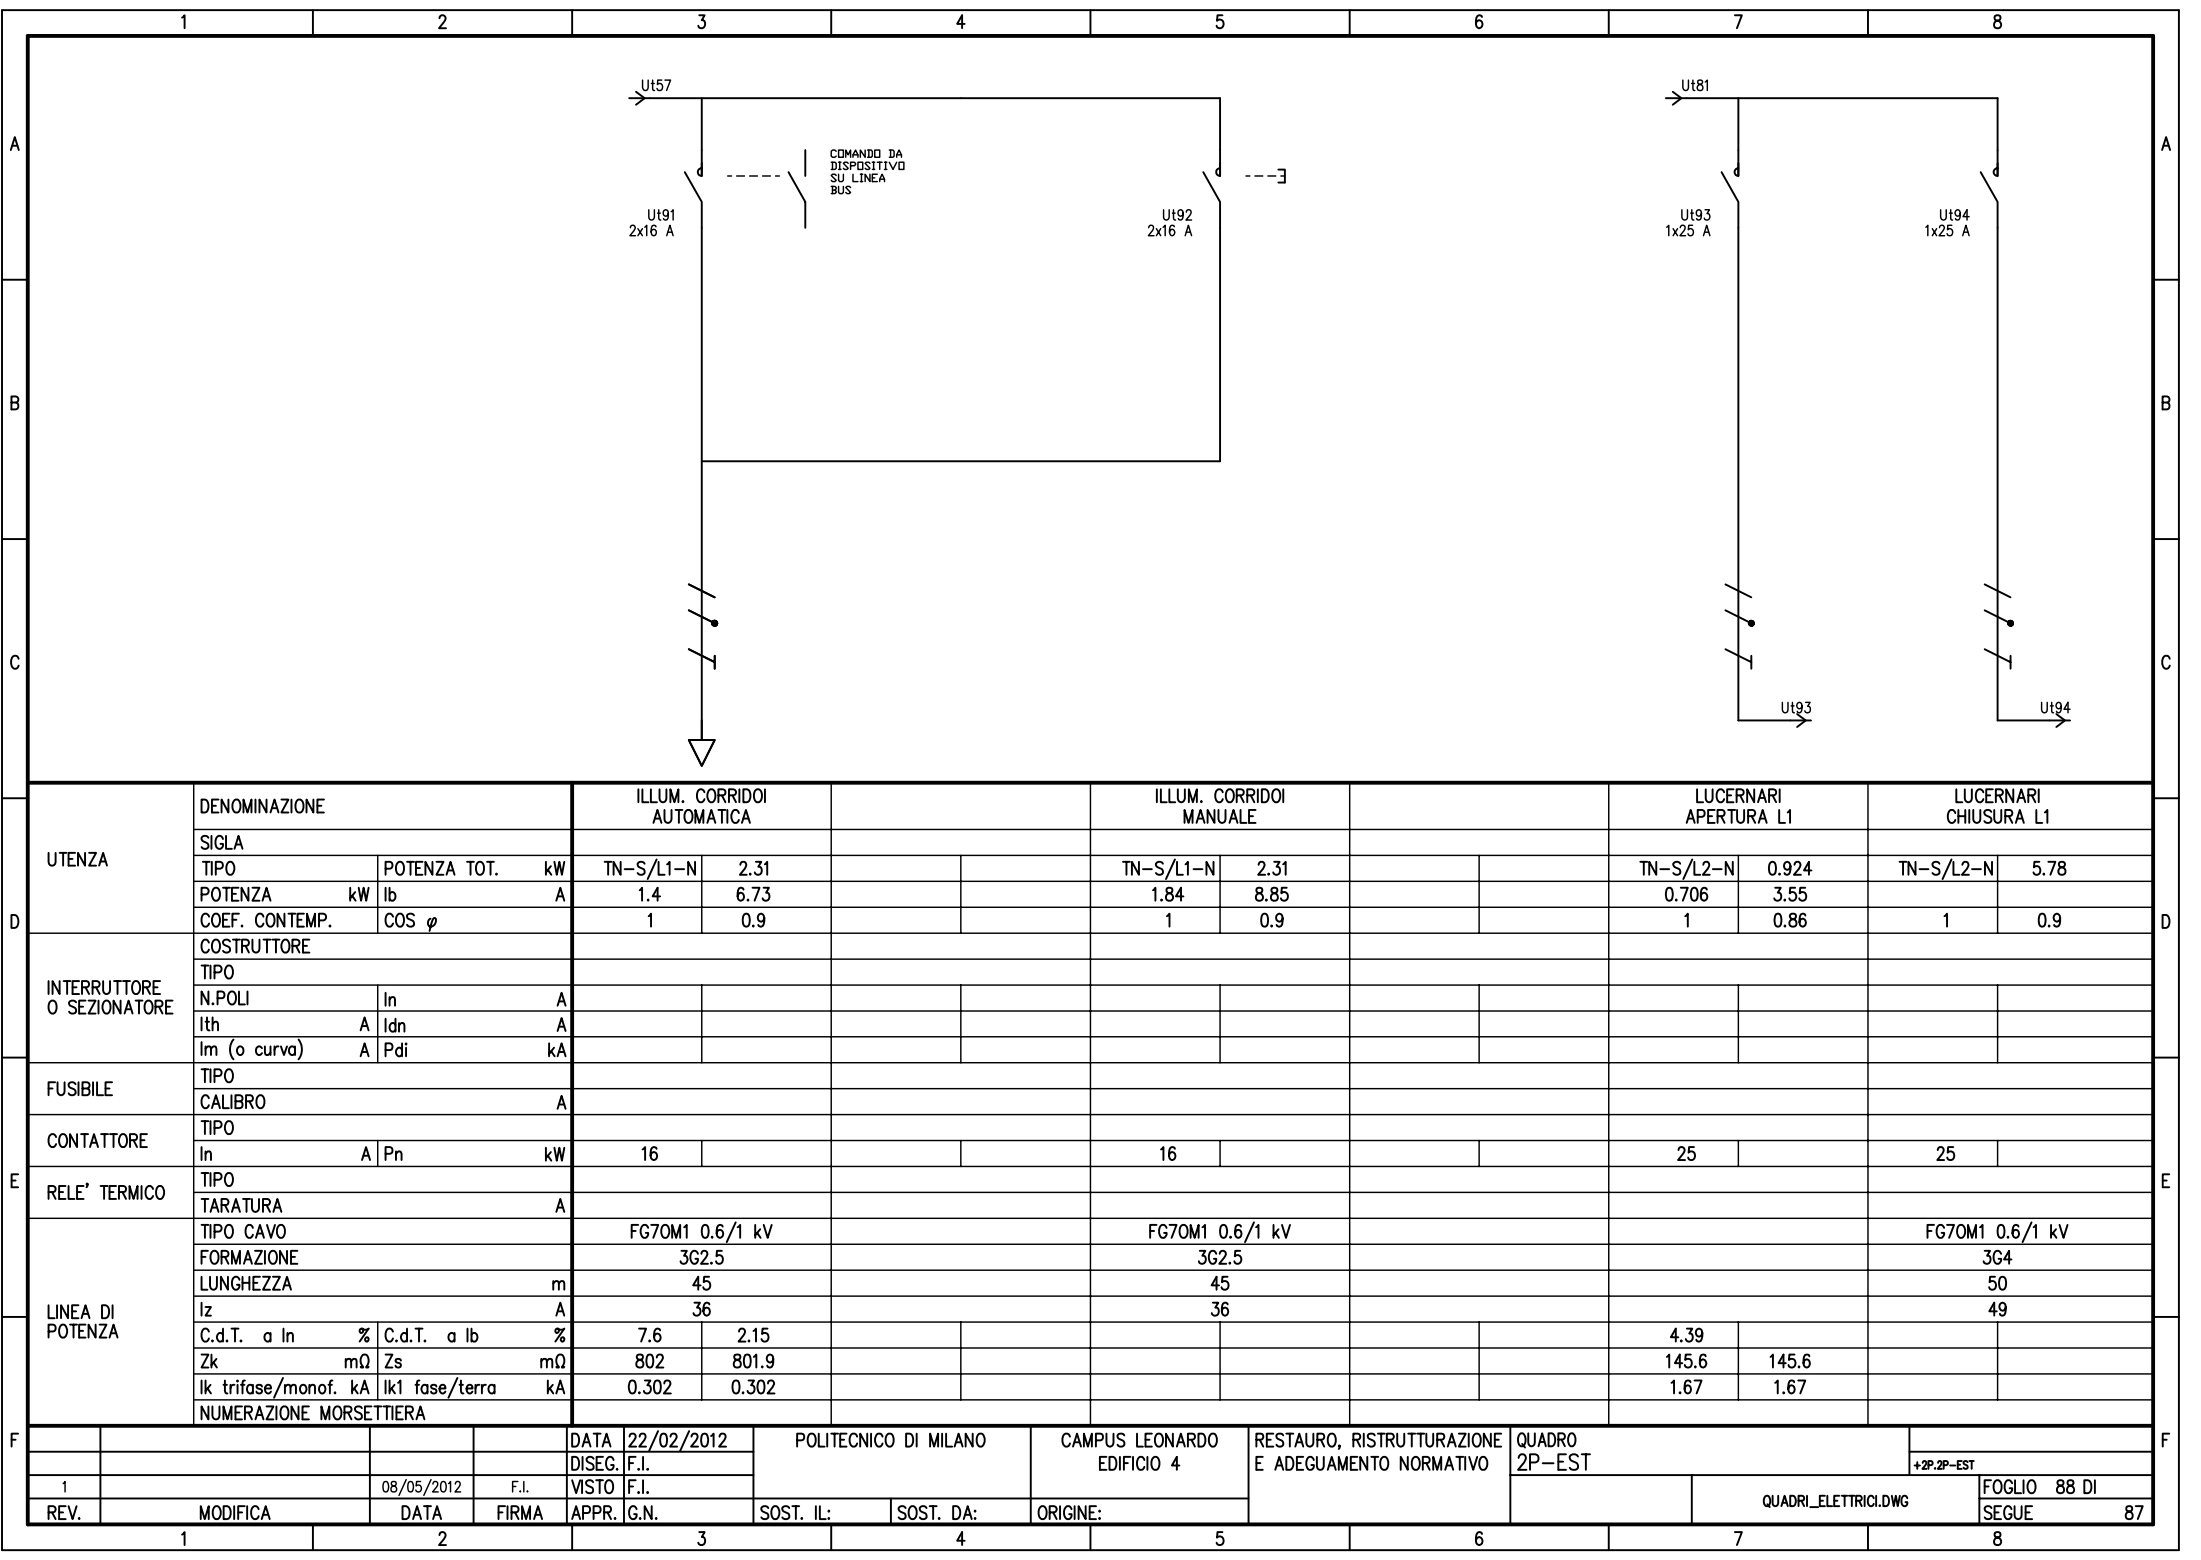 1 2 3 4 5 6 7 8
Ut57
Ut81
A A
COMANDO DA
DISPOSITIVO
SU LINEA
BUS
Ut91
2x16 A
Ut92
2x16 A
Ut93
1x25 A
Ut94
1x25 A
B B
C C
Ut93
Ut94
UTENZA
DENOMINAZIONE
ILLUM. CORRIDOI
AUTOMATICA
ILLUM. CORRIDOI
MANUALE
LUCERNARI
APERTURA L1
LUCERNARI
CHIUSURA L1
SIGLA
TIPO POTENZA TOT. kW TN-S/L1-N 2.31 TN-S/L1-N 2.31 TN-S/L2-N 0.924 TN-S/L2-N 5.78
POTENZA kW Ib A 1.4 6.73 1.84 8.85 0.706 3.55
D COEF. CONTEMP. COS φ 1 0.9 1 0.9 1 0.86 1 0.9 D
INTERRUTTORE
O SEZIONATORE
COSTRUTTORE
TIPO
N.POLI In A
Ith A Idn A
Im (o curva) A Pdi kA
FUSIBILE
TIPO
CALIBRO A
CONTATTORE
TIPO
In A Pn kW 16 16 25 25
E RELE' TERMICO E
TIPO
TARATURA A
LINEA DI
POTENZA
TIPO CAVO FG7OM1 0.6/1 kV FG7OM1 0.6/1 kV FG7OM1 0.6/1 kV
FORMAZIONE 3G2.5 3G2.5 3G4
LUNGHEZZA m 45 45 50
Iz A 36 36 49
C.d.T. a In % C.d.T. a Ib % 7.6 2.15 4.39
Zk mΩ Zs mΩ 802 801.9 145.6 145.6
Ik trifase/monof. kA Ik1 fase/terra kA 0.302 0.302 1.67 1.67
NUMERAZIONE MORSETTIERA
F F
DATA 22/02/2012
DISEG. F.I.
1 08/05/2012 F.I. VISTO F.I.
REV. MODIFICA DATA FIRMA APPR. G.N.
POLITECNICO DI MILANO
SOST. IL: SOST. DA:
CAMPUS LEONARDO
EDIFICIO 4
ORIGINE:
RESTAURO, RISTRUTTURAZIONE
E ADEGUAMENTO NORMATIVO
QUADRO
2P-EST
+2P.2P-EST
QUADRI_ELETTRICI.DWG
FOGLIO 88 DI
SEGUE 87
1 2 3 4 5 6 7 8